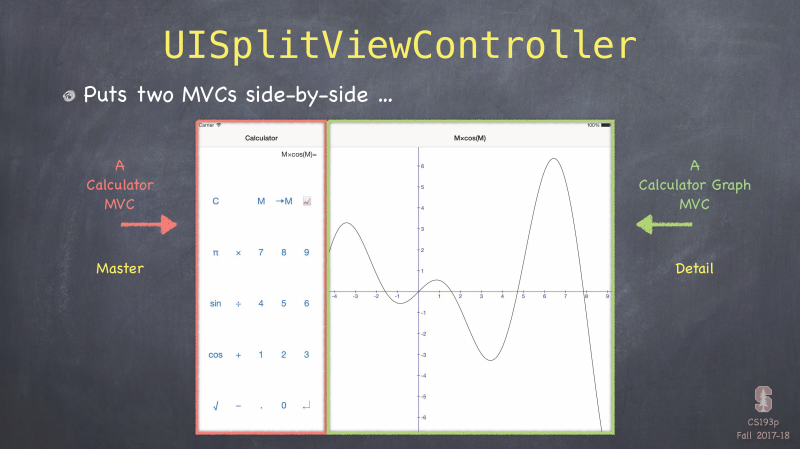 UISplitViewController
Puts two MVCs side-by-side ...
A
Calculator
MVC
Master
Carrier
Calculator
M×cos(M)=
C M →M
π × 7 8 9
sin ÷ 4 5 6
cos + 1 2 3
√ − . 0
100%
M×cos(M)
6
5
4
3
2
1
-4 -3 -2 -1 1 2 3 4 5 6 7 8 9
-1
-2
-3
-4
-5
-6
A
Calculator Graph
MVC
Detail
CS193p
Fall 2017-18